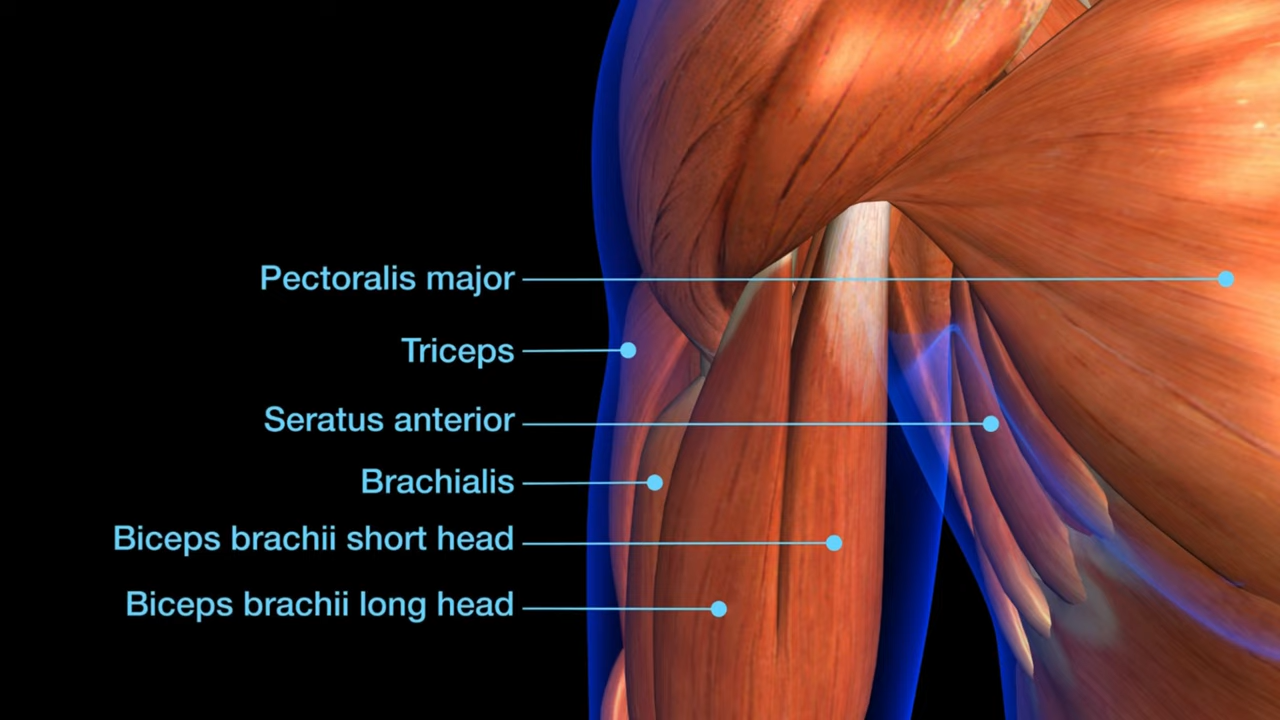 Pectoralis major
Triceps
Seratus anterior
Brachialis
Biceps brachii short head
Biceps brachii long head